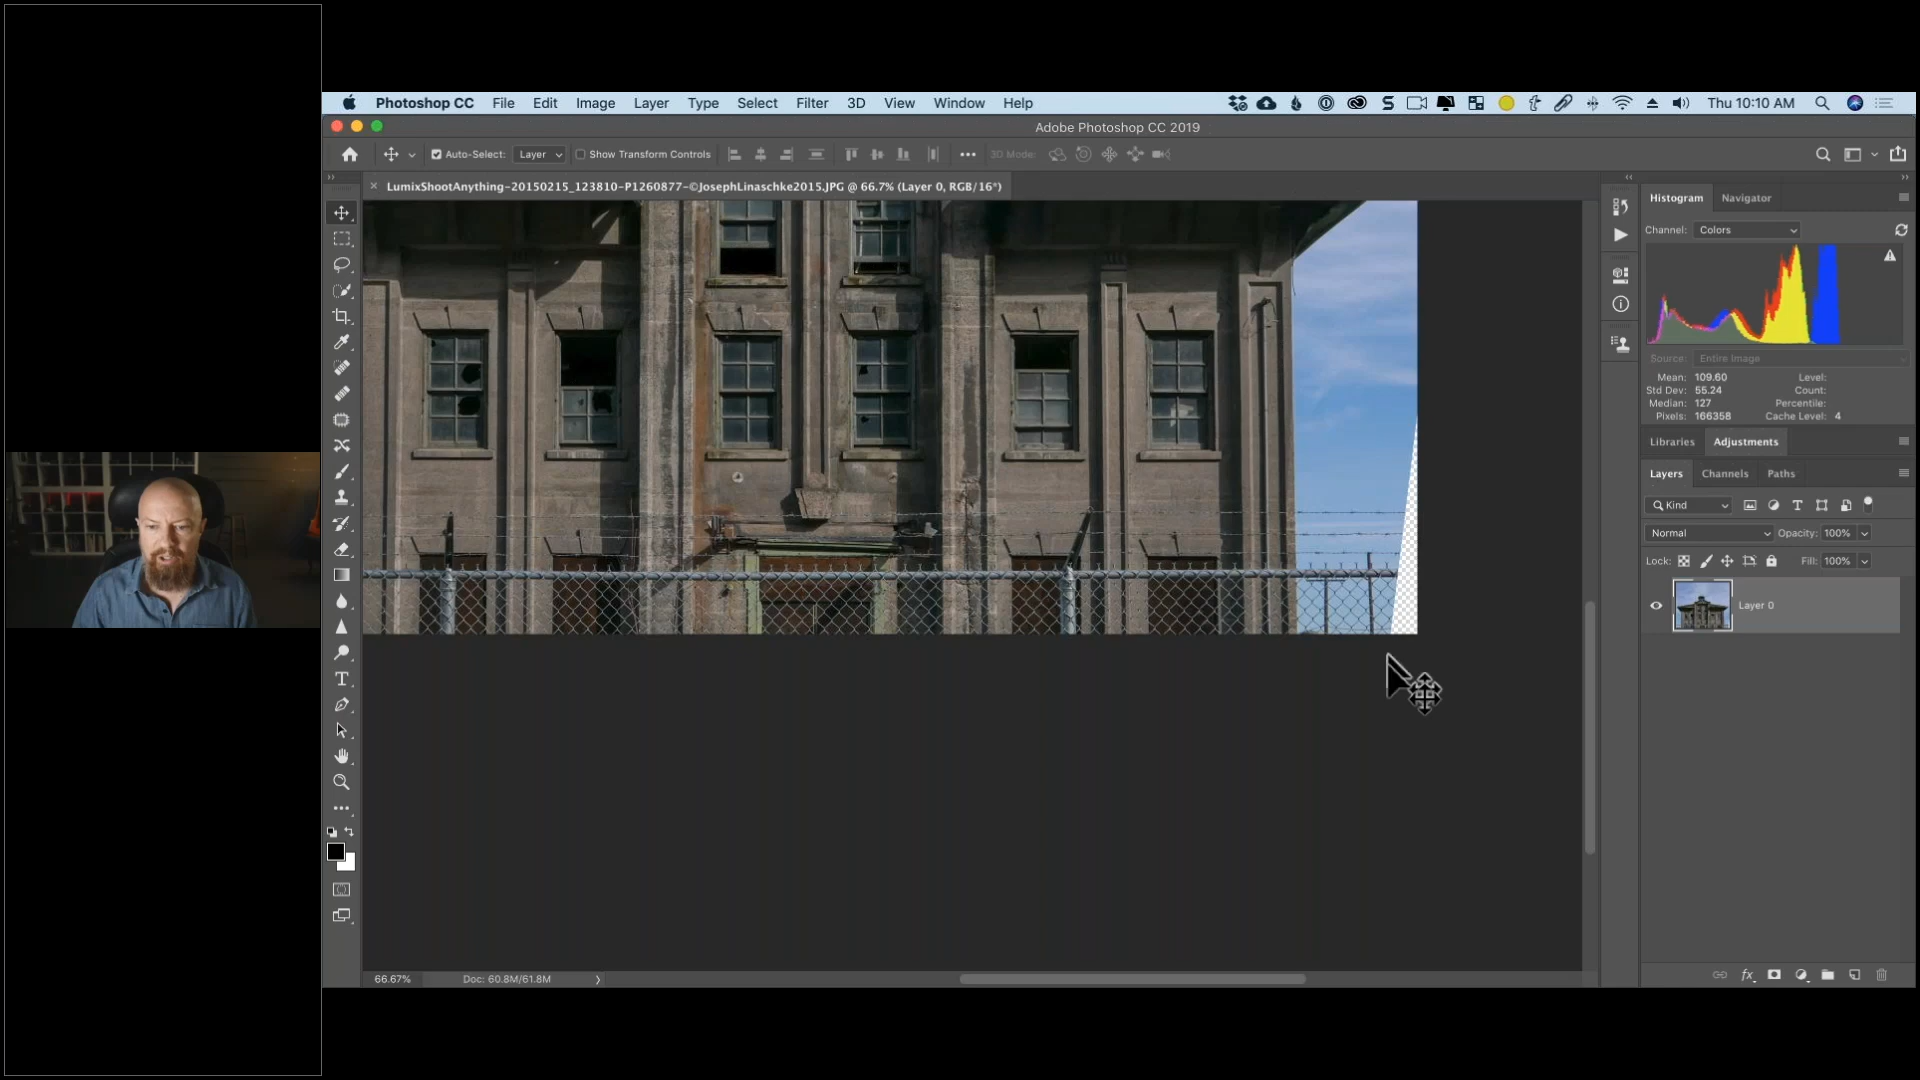 Photoshop CC File Edit Image Layer Type Select Filter 3D View Window Help Thu 10:10 AM
Adobe Photoshop CC 2019
Auto-Select: Layer Show Transform Controls 3D Mode:
LumixShootAnything-20150215_123810-P1260877-©JosephLinaschke2015.JPG @ 66.7% (Layer 0, RGB/16*)
Histogram Navigator
Channel: Colors
Source: Entire Image
Mean: 109.60 Level:
Std Dev: 55.24 Count:
Median: 127 Percentile:
Pixels: 166358 Cache Level: 4
Libraries Adjustments
Layers Channels Paths
Kind
Normal Opacity: 100%
Lock: Fill: 100%
Layer 0
66.67% Doc: 60.8M/61.8M